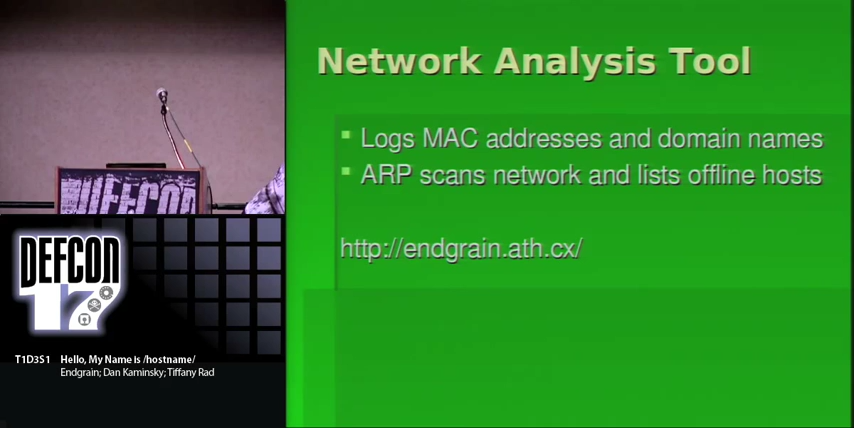 Network Analysis Tool
Logs MAC addresses and domain names
ARP scans network and lists offline hosts
http://endgrain.ath.cx/
DEFCON
DEFCON
17
T1D3S1 Hello, My Name is /hostname/
Endgrain; Dan Kaminsky; Tiffany Rad